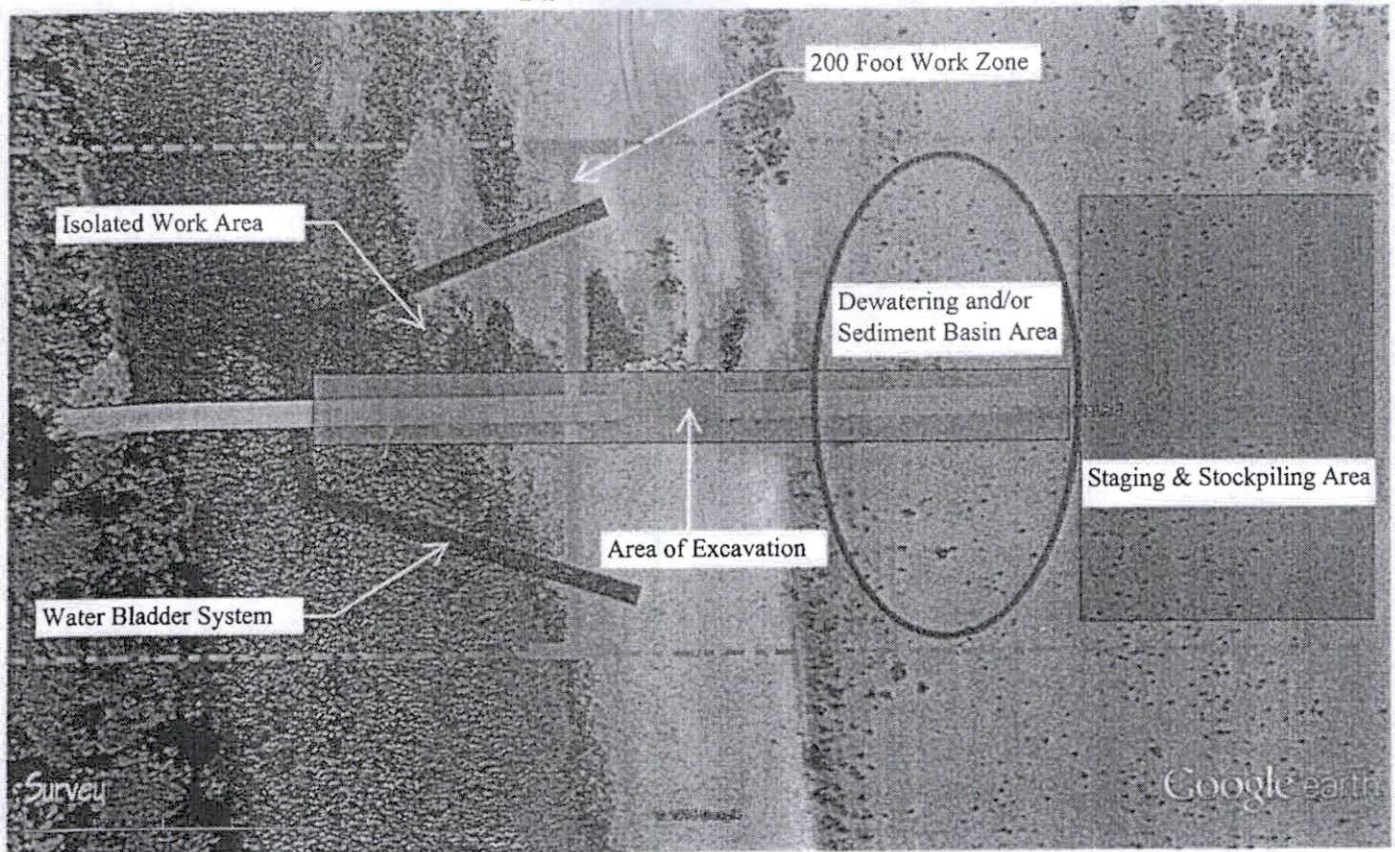 200 Foot Work Zone
Isolated Work Area
Dewatering and/or
Sediment Basin Area
Staging & Stockpiling Area
Area of Excavation
Water Bladder System
Survey
Google earth